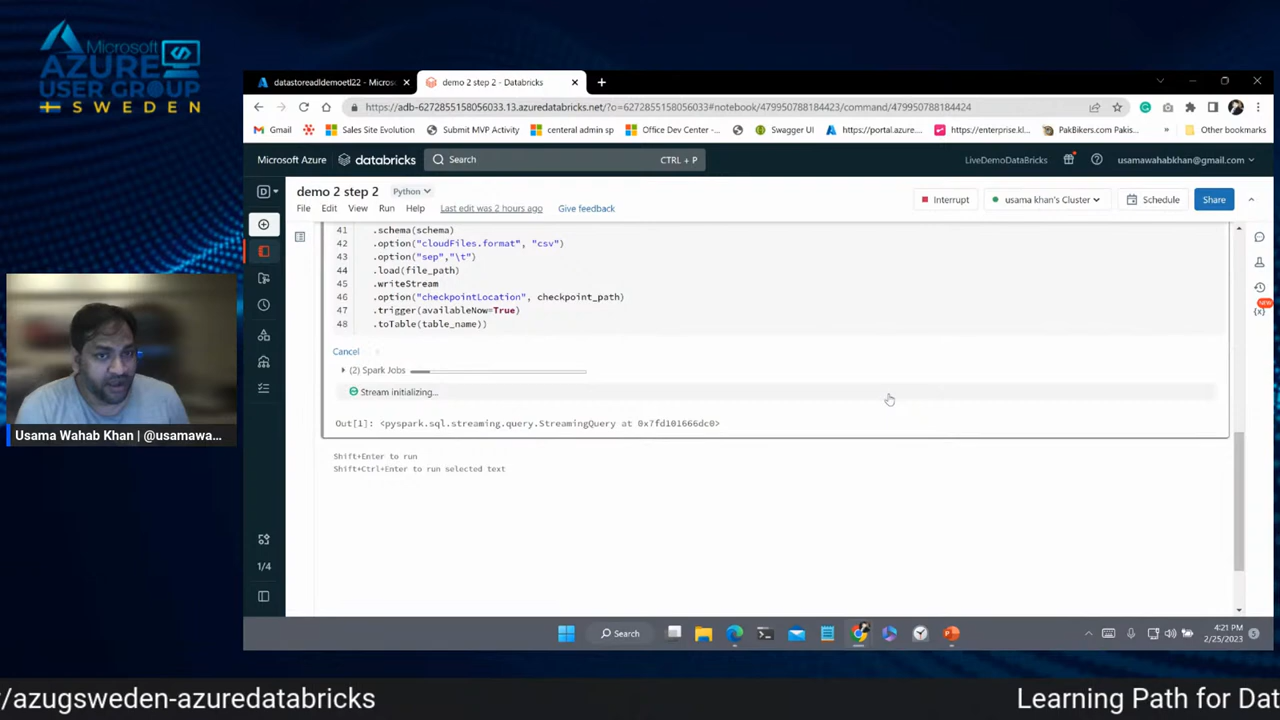 Microsoft
AZURE
USER GROUP
SWEDEN
datastoreadldemoetl22 - Micros
demo 2 step 2 - Databricks
https://adb-6272855158056033.13.azuredatabricks.net/?o=6272855158056033#notebook/479950788184423/command/479950788184424
Gmail
Sales Site Evolution
Submit MVP Activity
centeral admin sp
Office Dev Center -...
Swagger UI
https://portal.azure...
https://enterprise.kl...
PakBikers.com Pakis...
»
Other bookmarks
Microsoft Azure
databricks
Search
CTRL + P
LiveDemoDataBricks
usamawahabkhan@gmail.com
D
demo 2 step 2
Python
Interrupt
usama khan's Cluster
Schedule
Share
File Edit View Run Help Last edit was 2 hours ago Give feedback
NEW
41 .schema(schema)
42 .option("cloudFiles.format", "csv")
43 .option("sep","\t")
44 .load(file_path)
45 .writeStream
46 .option("checkpointLocation", checkpoint_path)
47 .trigger(availableNow=True)
48 .toTable(table_name))
Cancel
(2) Spark Jobs
Stream initializing...
Out[1]: <pyspark.sql.streaming.query.StreamingQuery at 0x7fd101666dc0>
Shift+Enter to run
Shift+Ctrl+Enter to run selected text
1/4
Usama Wahab Khan | @usamawa...
Search
4:21 PM
2/25/2023
/azugsweden-azuredatabricks
Learning Path for Dat